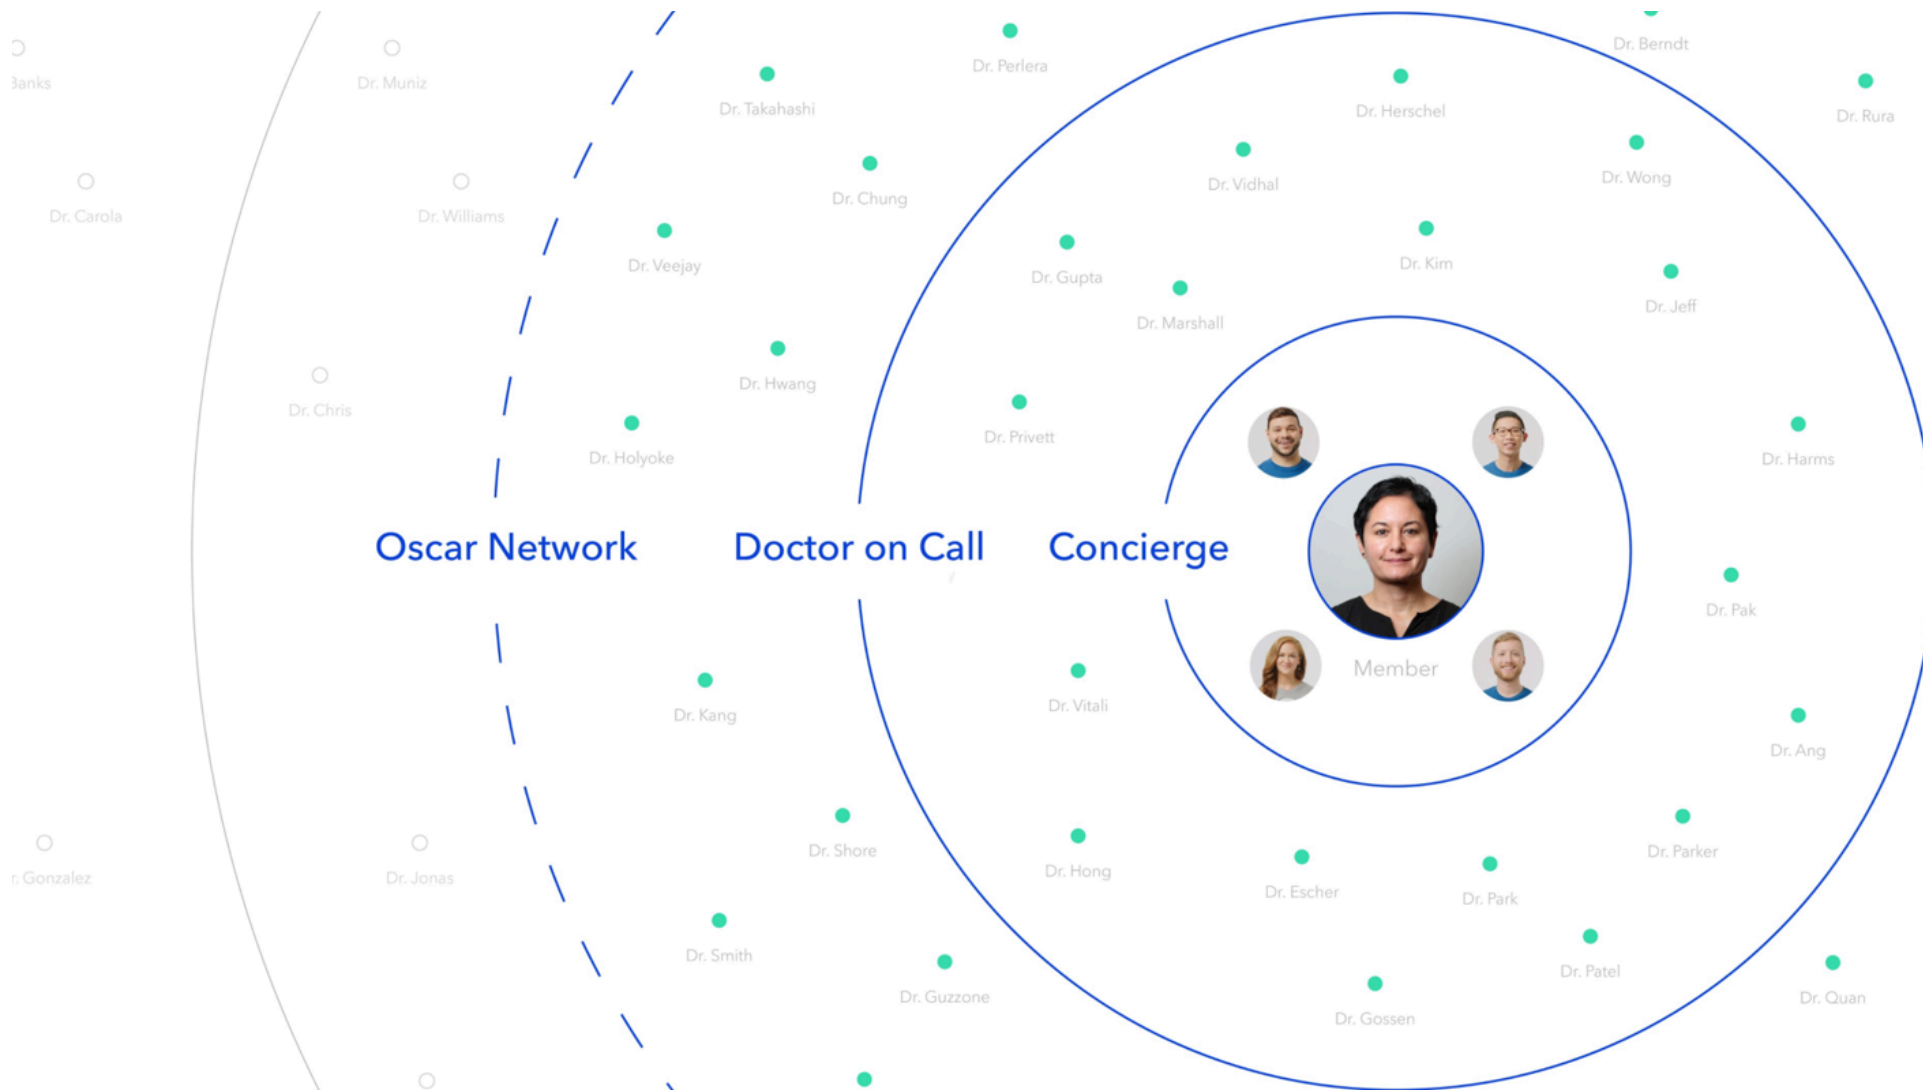 Dr. Berndt
Banks
Dr. Muniz
Dr. Perlera
Dr. Takahashi
Dr. Herschel
Dr. Rura
Dr. Carola
Dr. Williams
Dr. Chung
Dr. Vidhal
Dr. Wong
Dr. Veejay
Dr. Gupta
Dr. Kim
Dr. Jeff
Dr. Marshall
Dr. Chris
Dr. Hwang
Dr. Privett
Dr. Holyoke
Dr. Harms
Oscar Network
Doctor on Call
Concierge
Dr. Pak
Member
Dr. Kang
Dr. Vitali
Dr. Ang
r. Gonzalez
Dr. Jonas
Dr. Shore
Dr. Hong
Dr. Escher
Dr. Park
Dr. Parker
Dr. Smith
Dr. Guzzone
Dr. Gossen
Dr. Patel
Dr. Quan